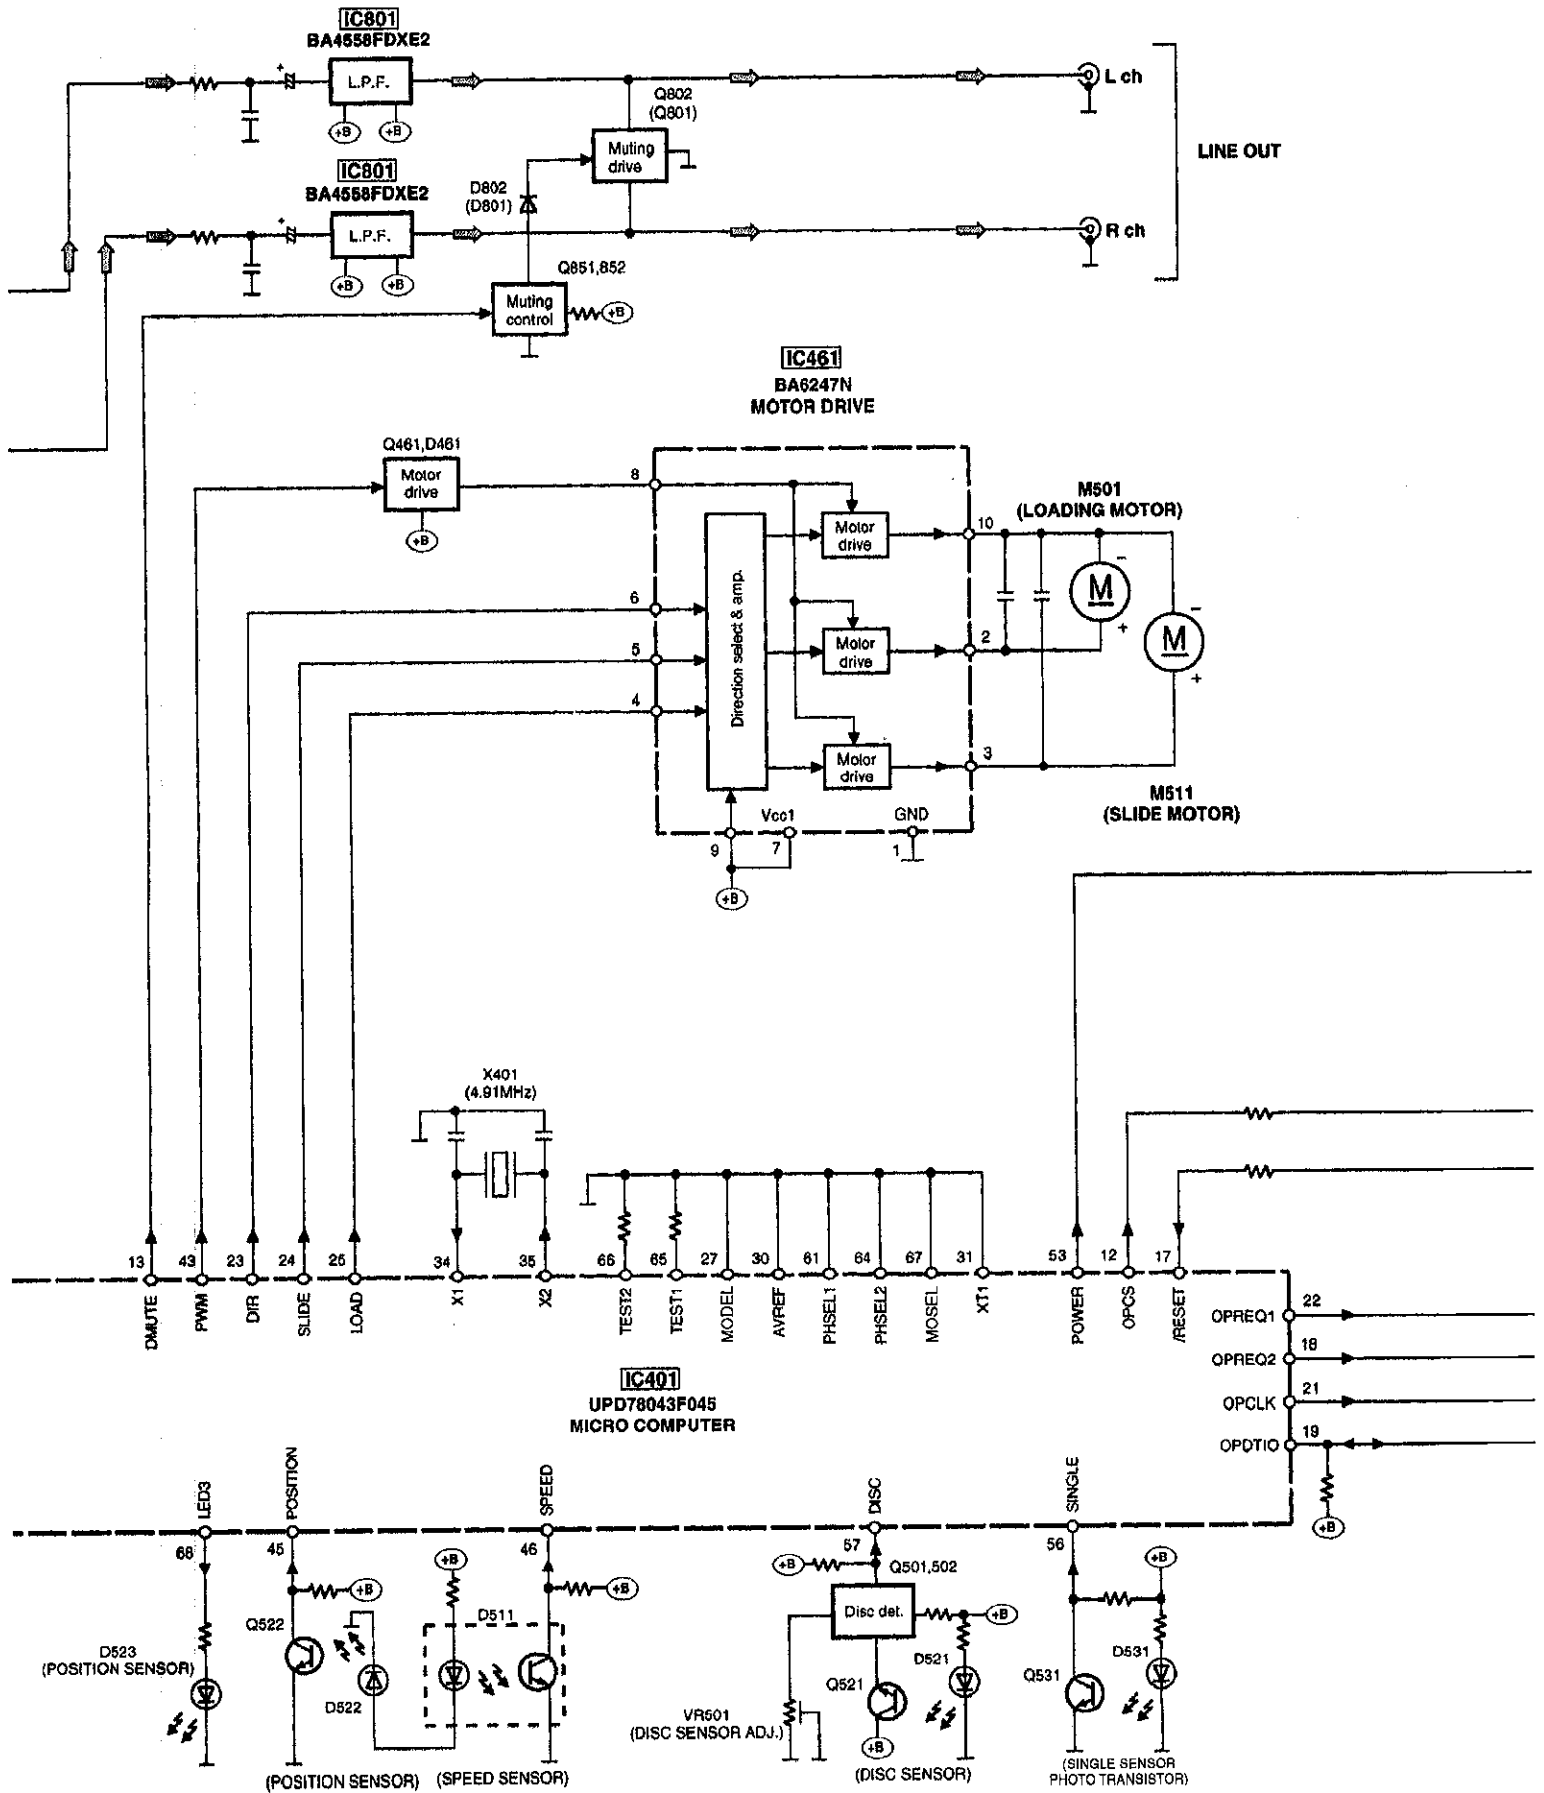 IC801
BA4558FDXE2
L.P.F.
+
+B
+B
L ch
Q802
(Q801)
Muting
drive
LINE OUT
IC801
BA4558FDXE2
D802
(D801)
L.P.F.
+
+B
+B
R ch
Q851,852
Muting
control
+B
IC461
BA6247N
MOTOR DRIVE
Q461,D461
Motor
drive
+B
8
M501
(LOADING MOTOR)
Motor
drive
10
M
-
+
6
Direction select & amp.
5
Motor
drive
2
M
-
+
4
Motor
drive
3
M511
(SLIDE MOTOR)
Vcc1
GND
9
7
1
+B
X401
(4.91MHz)
13
43
23
24
25
34
35
66
65
27
30
61
64
67
31
53
12
17
DMUTE
PWM
DIR
SLIDE
LOAD
X1
X2
TEST2
TEST1
MODEL
AVREF
PHSEL1
PHSEL2
MOSEL
XT1
POWER
OPCS
/RESET
OPREQ1
22
OPREQ2
18
OPCLK
21
OPDTIO
19
+B
IC401
UPD78043F045
MICRO COMPUTER
LED3
POSITION
SPEED
DISC
SINGLE
68
45
46
57
56
+B
+B
+B
+B
Q501,502
+B
Disc det.
+B
Q522
D511
D523
(POSITION SENSOR)
D522
D521
Q521
Q531
D531
VR501
(DISC SENSOR ADJ.)
+B
(POSITION SENSOR)
(SPEED SENSOR)
(DISC SENSOR)
(SINGLE SENSOR
PHOTO TRANSISTOR)